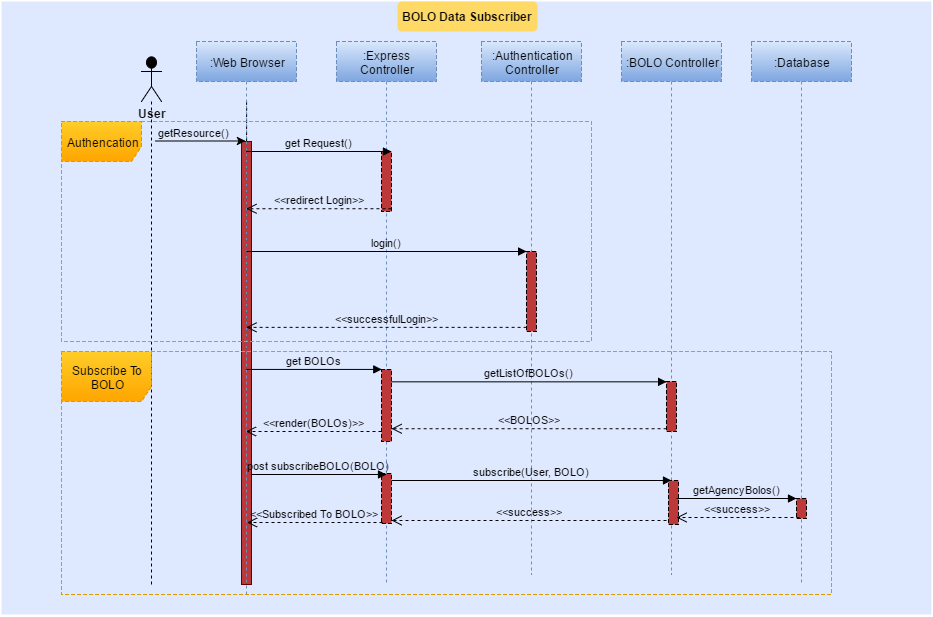 BOLO Data Subscriber
:Web Browser
:Express
Controller
:Authentication
Controller
:BOLO Controller
:Database
User
Authencation
getResource()
get Request()
<<redirect Login>>
login()
<<successfulLogin>>
Subscribe To
BOLO
get BOLOs
getListOfBOLOs()
<<BOLOS>>
<<render(BOLOs)>>
post subscribeBOLO(BOLO)
subscribe(User, BOLO)
getAgencyBolos()
<<success>>
<<success>>
<<Subscribed To BOLO>>